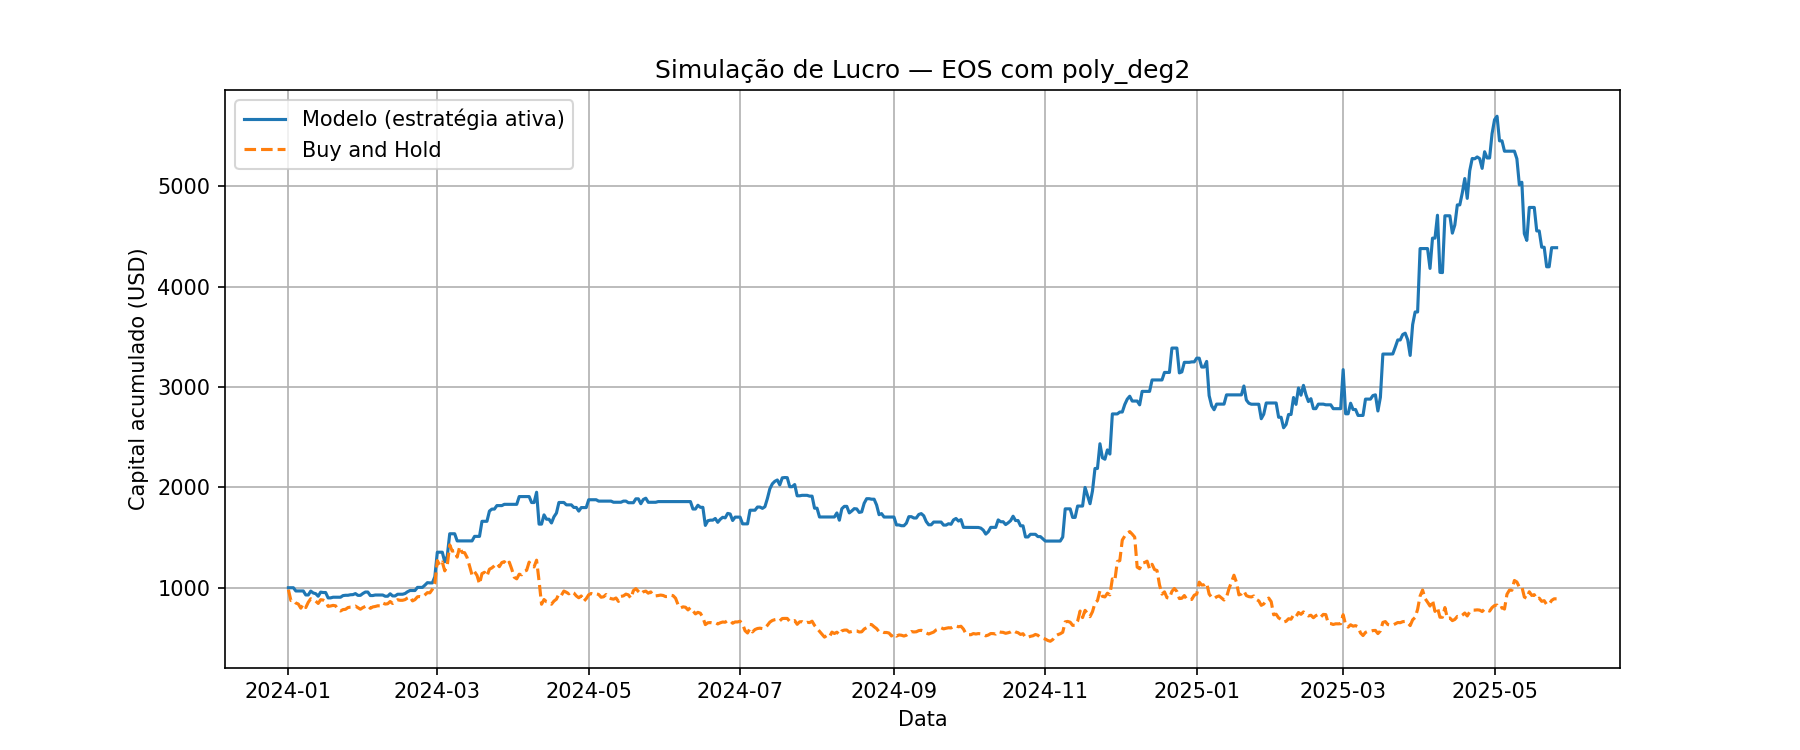 Simulação de Lucro — EOS com poly_deg2
Modelo (estratégia ativa)
Buy and Hold
Capital acumulado (USD)
5000
4000
3000
2000
1000
2024-01
2024-03
2024-05
2024-07
2024-09
2024-11
2025-01
2025-03
2025-05
Data